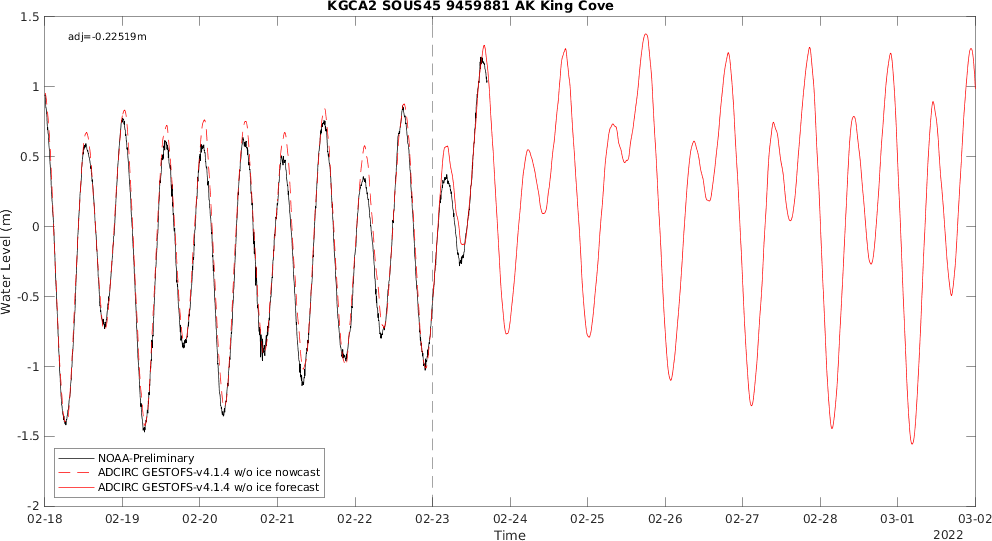 KGCA2 SOUS45 9459881 AK King Cove
adj=-0.22519m
1.5
1
0.5
0
-0.5
-1
-1.5
-2
Water Level (m)
NOAA-Preliminary
ADCIRC GESTOFS-v4.1.4 w/o ice nowcast
ADCIRC GESTOFS-v4.1.4 w/o ice forecast
02-18 02-19 02-20 02-21 02-22 02-23 02-24 02-25 02-26 02-27 02-28 03-01 03-02
Time
2022